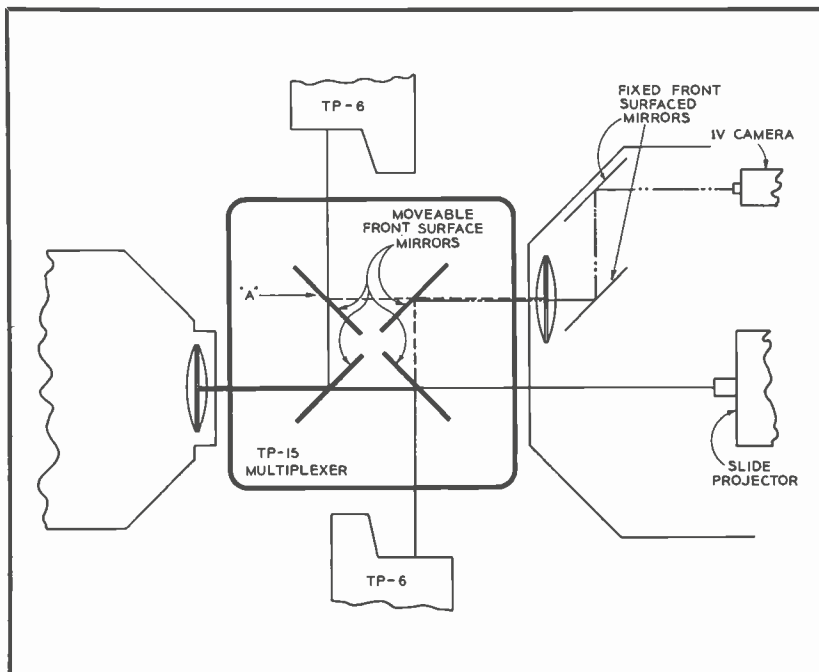 TP-6
FIXED FRONT
SURFACED
MIRRORS
1V CAMERA
MOVEABLE
FRONT SURFACE
MIRRORS
"A"
TP-15
MULTIPLEXER
SLIDE
PROJECTOR
TP-6